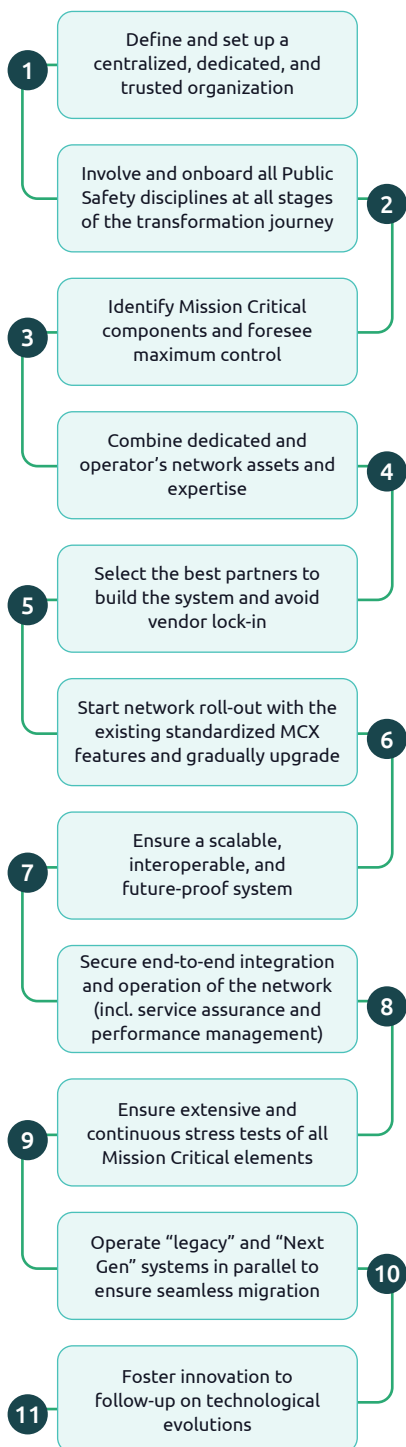 1
Define and set up a
centralized, dedicated, and
trusted organization
2
Involve and onboard all Public
Safety disciplines at all stages
of the transformation journey
3
Identify Mission Critical
components and foresee
maximum control
4
Combine dedicated and
operator’s network assets and
expertise
5
Select the best partners to
build the system and avoid
vendor lock-in
6
Start network roll-out with the
existing standardized MCX
features and gradually upgrade
7
Ensure a scalable,
interoperable, and
future-proof system
8
Secure end-to-end integration
and operation of the network
(incl. service assurance and
performance management)
9
Ensure extensive and
continuous stress tests of all
Mission Critical elements
10
Operate “legacy” and “Next
Gen” systems in parallel to
ensure seamless migration
11
Foster innovation to
follow-up on technological
evolutions